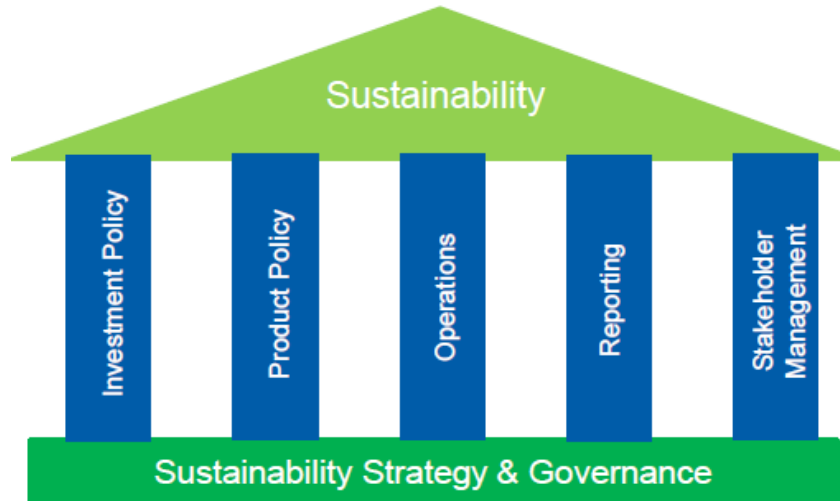 Sustainability
Investment Policy
Product Policy
Operations
Reporting
Stakeholder
Management
Sustainability Strategy & Governance